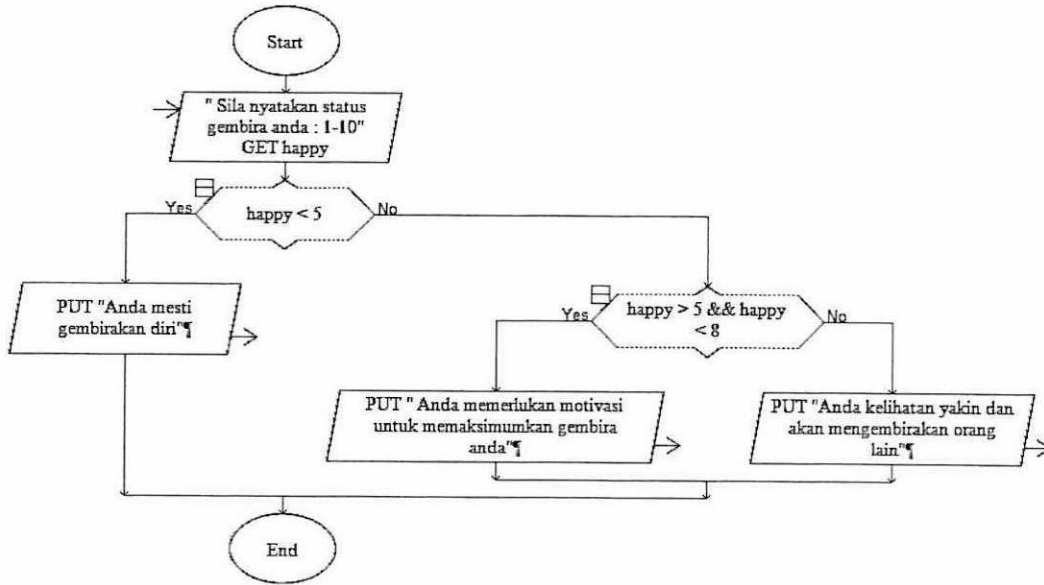 Start
" Sila nyatakan status
gembira anda : 1-10"
GET happy
Yes
happy < 5
No
PUT "Anda mesti
gembirakan diri"¶
Yes
happy > 5 && happy
< 8
No
PUT " Anda memerlukan motivasi
untuk memaksimumkan gembira
anda"¶
PUT "Anda kelihatan yakin dan
akan mengembirakan orang
lain"¶
End